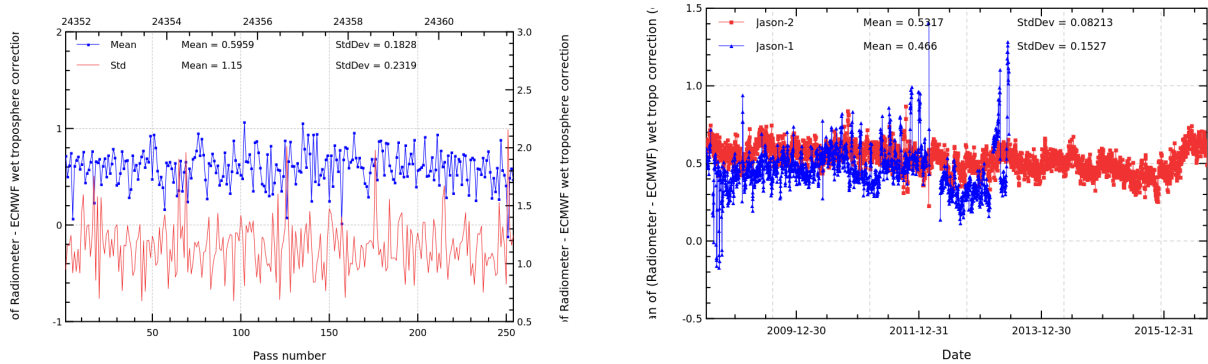 24352 24354 24356 24358 24360
2 3.0
Mean Mean = 0.5959 StdDev = 0.1828
Std Mean = 1.15 StdDev = 0.2319
2.5
1 2.0
1.5
0
1.0
-1 0.5
50 100 150 200 250
Pass number
of Radiometer - ECMWF wet troposphere correction
of Radiometer - ECMWF wet troposphere correction
1.5
Jason-2 Mean = 0.5317 StdDev = 0.08213
Jason-1 Mean = 0.466 StdDev = 0.1527
1.0
0.5
0.0
-0.5
2009-12-30 2011-12-31 2013-12-30 2015-12-31
Date
of (Radiometer - ECMWF) wet tropo correction (